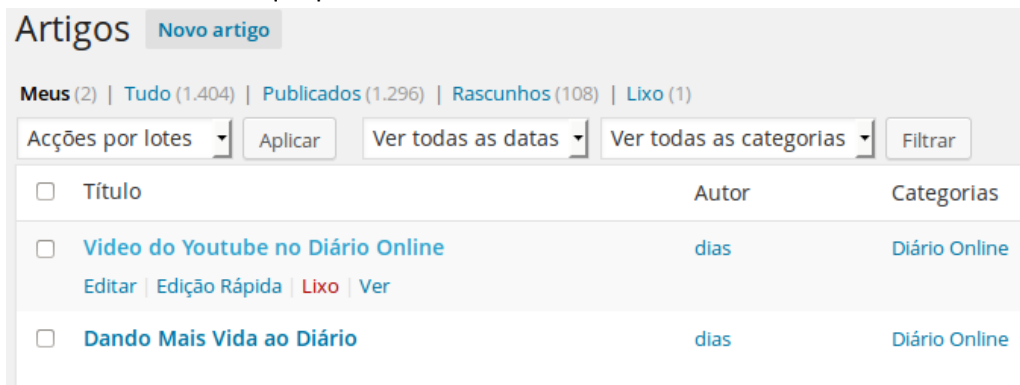 Artigos Novo artigo
Meus (2) | Tudo (1.404) | Publicados (1.296) | Rascunhos (108) | Lixo (1)
Acções por lotes Aplicar Ver todas as datas Ver todas as categorias Filtrar
Título Autor Categorias
Video do Youtube no Diário Online dias Diário Online
Editar | Edição Rápida | Lixo | Ver
Dando Mais Vida ao Diário dias Diário Online